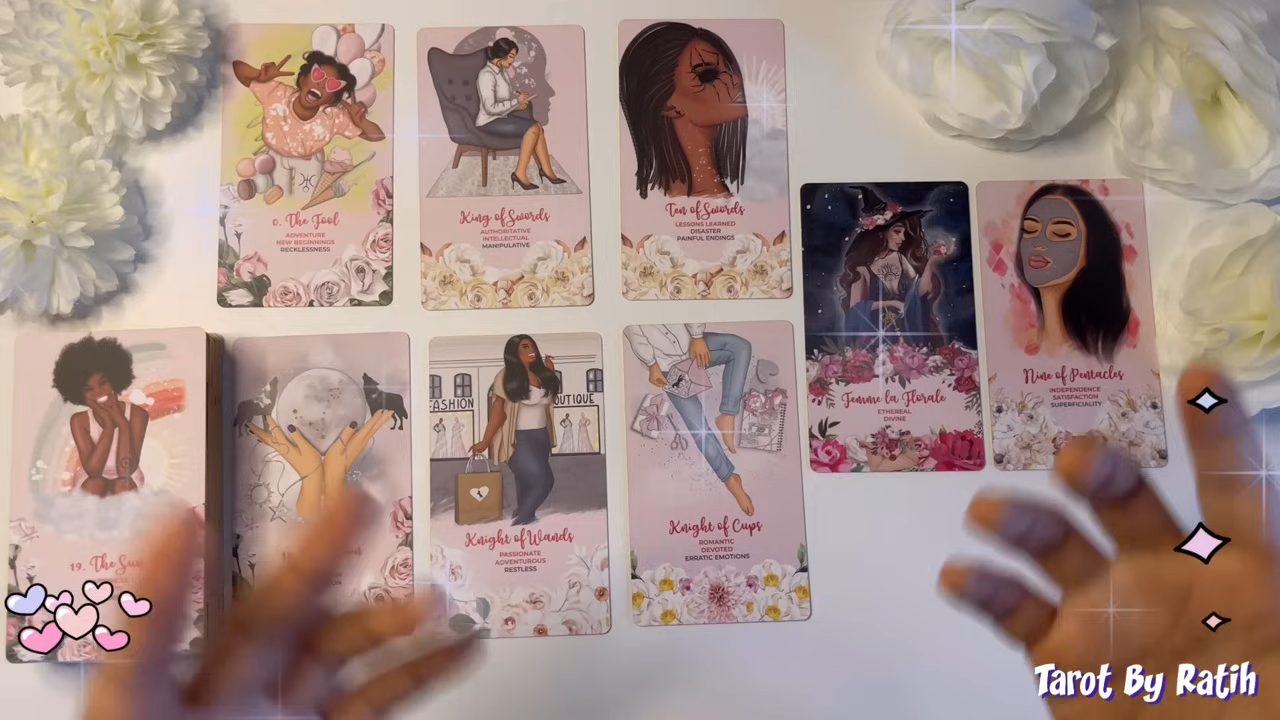 0. The Fool
ADVENTURE
NEW BEGINNINGS
RECKLESSNESS
King of Swords
AUTHORITATIVE
INTELLECTUAL
MANIPULATIVE
Ten of Swords
LESSONS LEARNED
DISASTER
PAINFUL ENDINGS
Femme la Florale
ETHEREAL
DIVINE
Nine of Pentacles
INDEPENDENCE
SATISFACTION
SUPERFICIALITY
19. The Sun
FASHION
BOUTIQUE
Knight of Wands
PASSIONATE
ADVENTUROUS
RESTLESS
Knight of Cups
ROMANTIC
DEVOTED
ERRATIC EMOTIONS
Tarot By Ratih